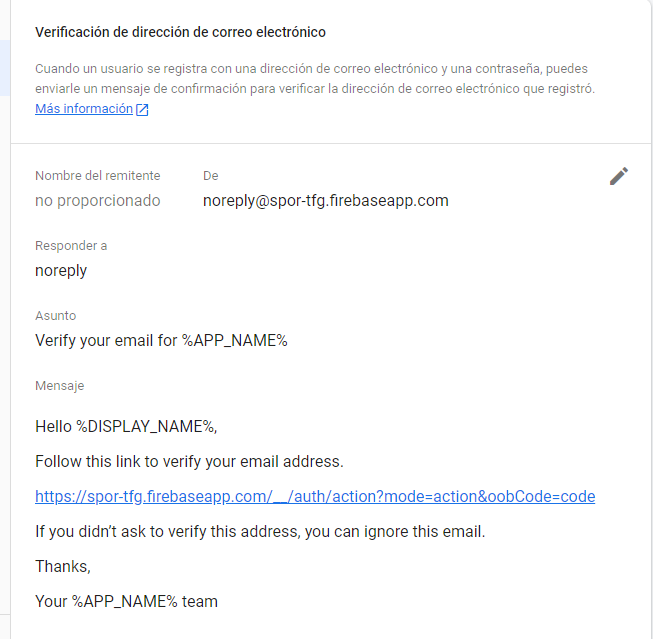 Verificación de dirección de correo electrónico
Cuando un usuario se registra con una dirección de correo electrónico y una contraseña, puedes
enviarle un mensaje de confirmación para verificar la dirección de correo electrónico que registró.
Más información
Nombre del remitente
no proporcionado
De
noreply@spor-tfg.firebaseapp.com
Responder a
noreply
Asunto
Verify your email for %APP_NAME%
Mensaje
Hello %DISPLAY_NAME%,
Follow this link to verify your email address.
https://spor-tfg.firebaseapp.com/__/auth/action?mode=action&oobCode=code
If you didn’t ask to verify this address, you can ignore this email.
Thanks,
Your %APP_NAME% team